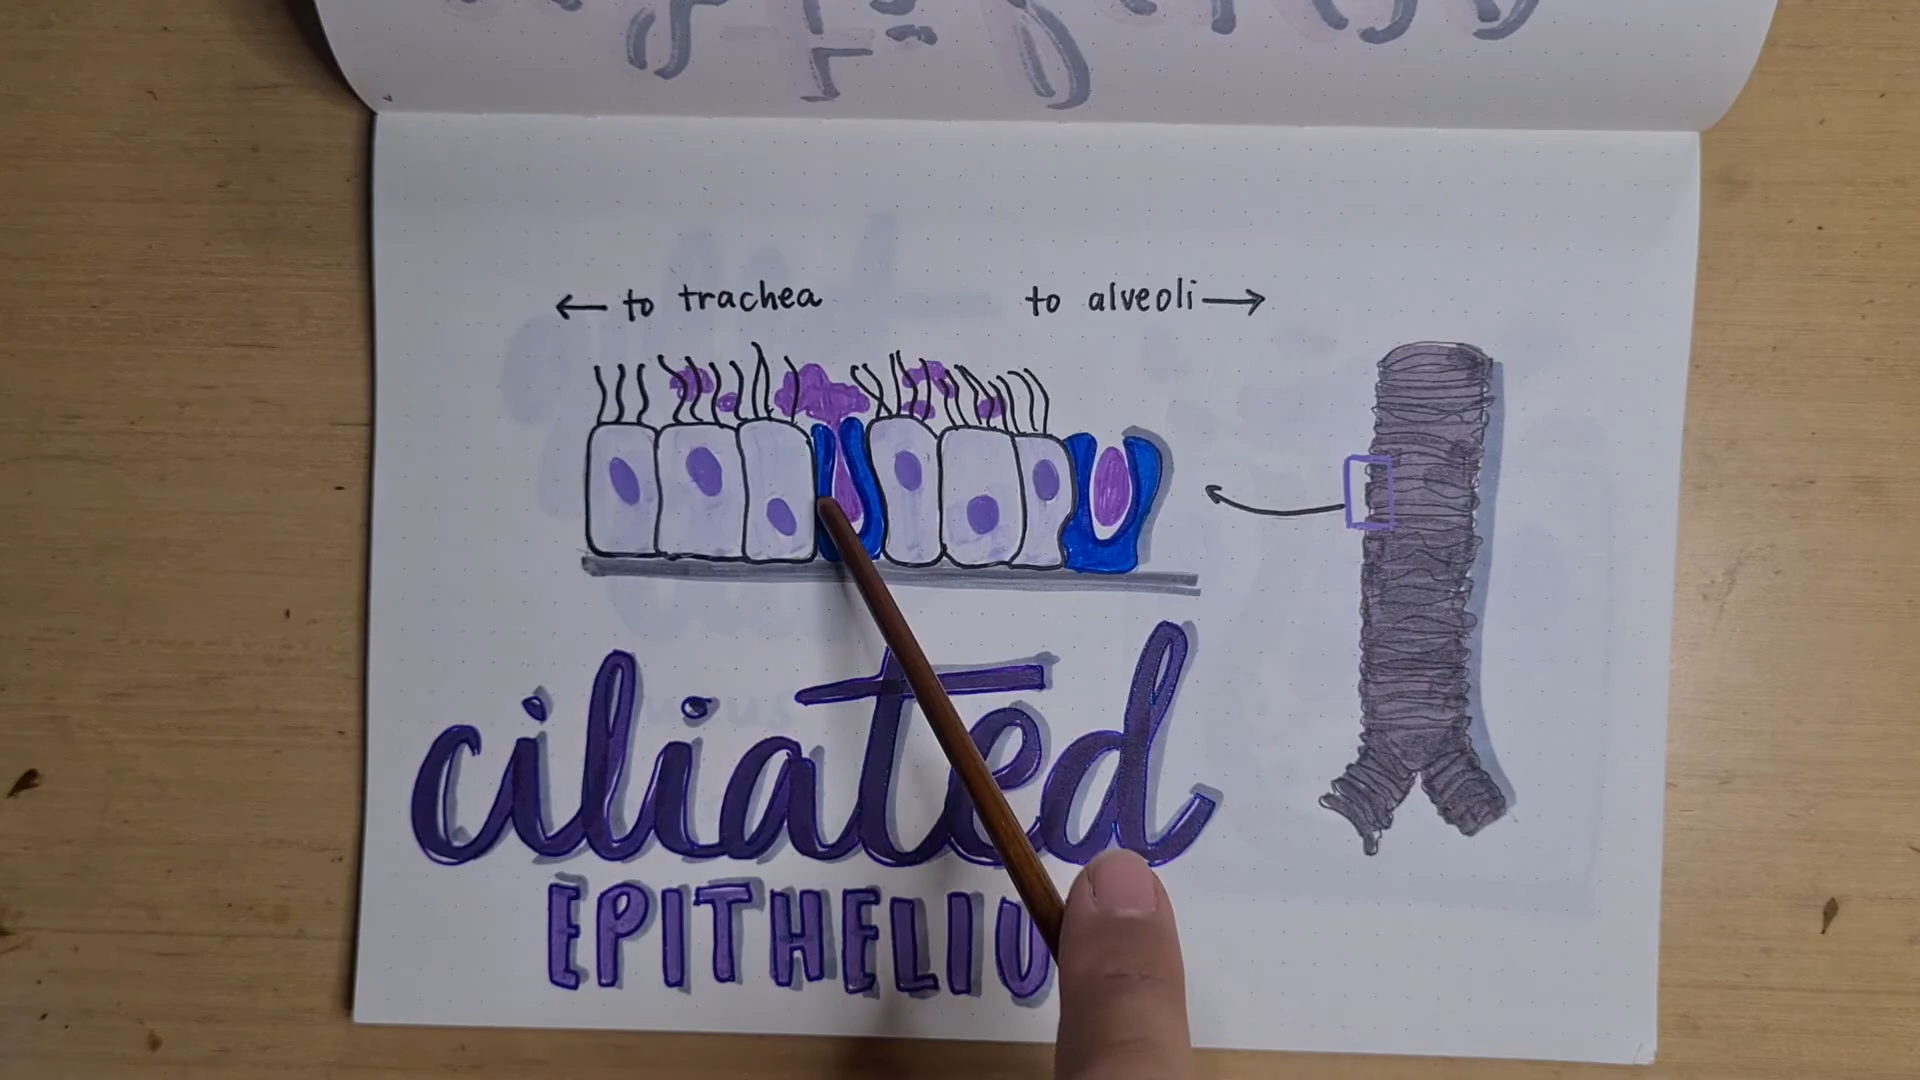 ← to trachea
to alveoli →
ciliated
EPITHELIU